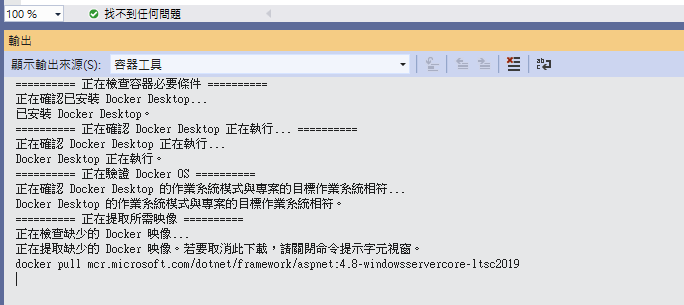 100 %
找不到任何問題
輸出
顯示輸出來源(S): 容器工具
========== 正在檢查容器必要條件 ==========
正在確認已安裝 Docker Desktop...
已安裝 Docker Desktop。
========== 正在確認 Docker Desktop 正在執行... ==========
正在確認 Docker Desktop 正在執行...
Docker Desktop 正在執行。
========== 正在驗證 Docker OS ==========
正在確認 Docker Desktop 的作業系統模式與專案的目標作業系統相符...
Docker Desktop 的作業系統模式與專案的目標作業系統相符。
========== 正在提取所需映像 ==========
正在檢查缺少的 Docker 映像...
正在提取缺少的 Docker 映像。若要取消此下載，請關閉命令提示字元視窗。
docker pull mcr.microsoft.com/dotnet/framework/aspnet:4.8-windowsservercore-ltsc2019